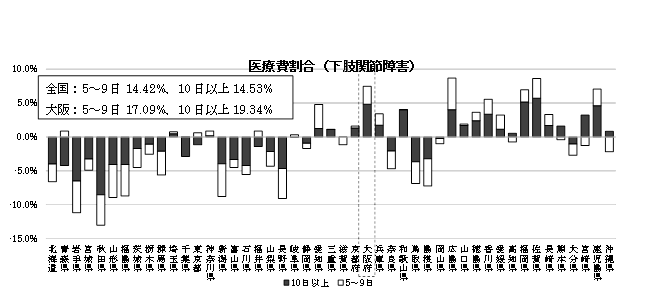 医療費割合（下肢関節障害）
全国：5～9日 14.42%、10日以上 14.53%
大阪：5～9日 17.09%、10日以上 19.34%
10.0%
5.0%
0.0%
-5.0%
-10.0%
-15.0%
北海道 青森県 岩手県 宮城県 秋田県 山形県 福島県 茨城県 栃木県 群馬県 埼玉県 千葉県 東京都 神奈川県 新潟県 富山県 石川県 福井県 山梨県 長野県 岐阜県 静岡県 愛知県 三重県 滋賀県 京都府 大阪府 兵庫県 奈良県 和歌山県 鳥取県 島根県 岡山県 広島県 山口県 徳島県 香川県 愛媛県 高知県 福岡県 佐賀県 長崎県 熊本県 大分県 宮崎県 鹿児島県 沖縄県
10日以上 5～9日